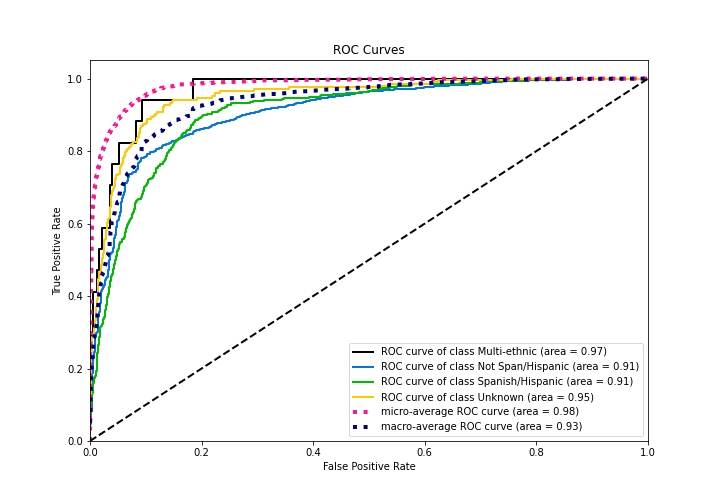 ROC Curves
1.0
0.8
0.6
0.4
0.2
0.0
True Positive Rate
ROC curve of class Multi-ethnic (area = 0.97)
ROC curve of class Not Span/Hispanic (area = 0.91)
ROC curve of class Spanish/Hispanic (area = 0.91)
ROC curve of class Unknown (area = 0.95)
micro-average ROC curve (area = 0.98)
macro-average ROC curve (area = 0.93)
0.0 0.2 0.4 0.6 0.8 1.0
False Positive Rate